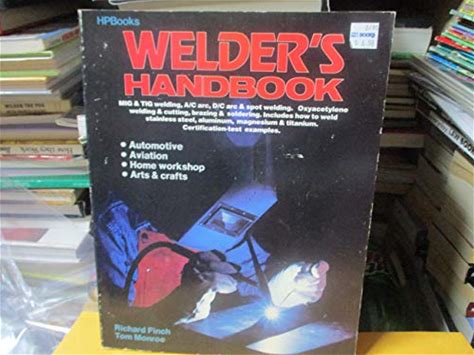 HPBooks
WELDER'S
HANDBOOK
MIG & TIG welding, A/C arc, D/C arc & spot welding. Oxyacetylene
welding & cutting, brazing & soldering. Includes how to weld
stainless steel, aluminum, magnesium & titanium.
Certification-test examples.
• Automotive
• Aviation
• Home workshop
• Arts & crafts
Richard Finch
Tom Monroe